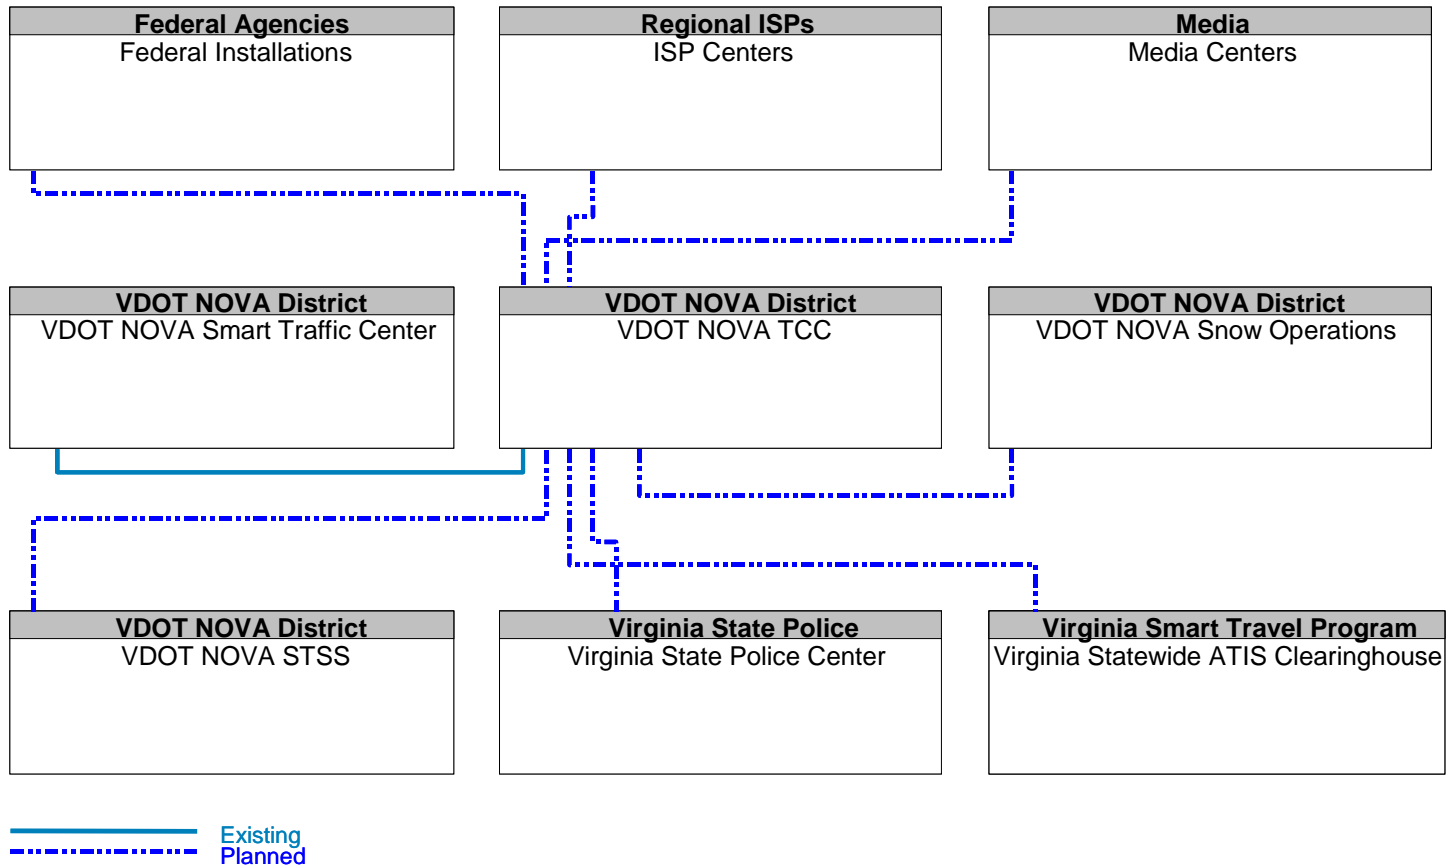 Federal Agencies
Federal Installations
Regional ISPs
ISP Centers
Media
Media Centers
VDOT NOVA District
VDOT NOVA Smart Traffic Center
VDOT NOVA District
VDOT NOVA TCC
VDOT NOVA District
VDOT NOVA Snow Operations
VDOT NOVA District
VDOT NOVA STSS
Virginia State Police
Virginia State Police Center
Virginia Smart Travel Program
Virginia Statewide ATIS Clearinghouse
Existing
Planned